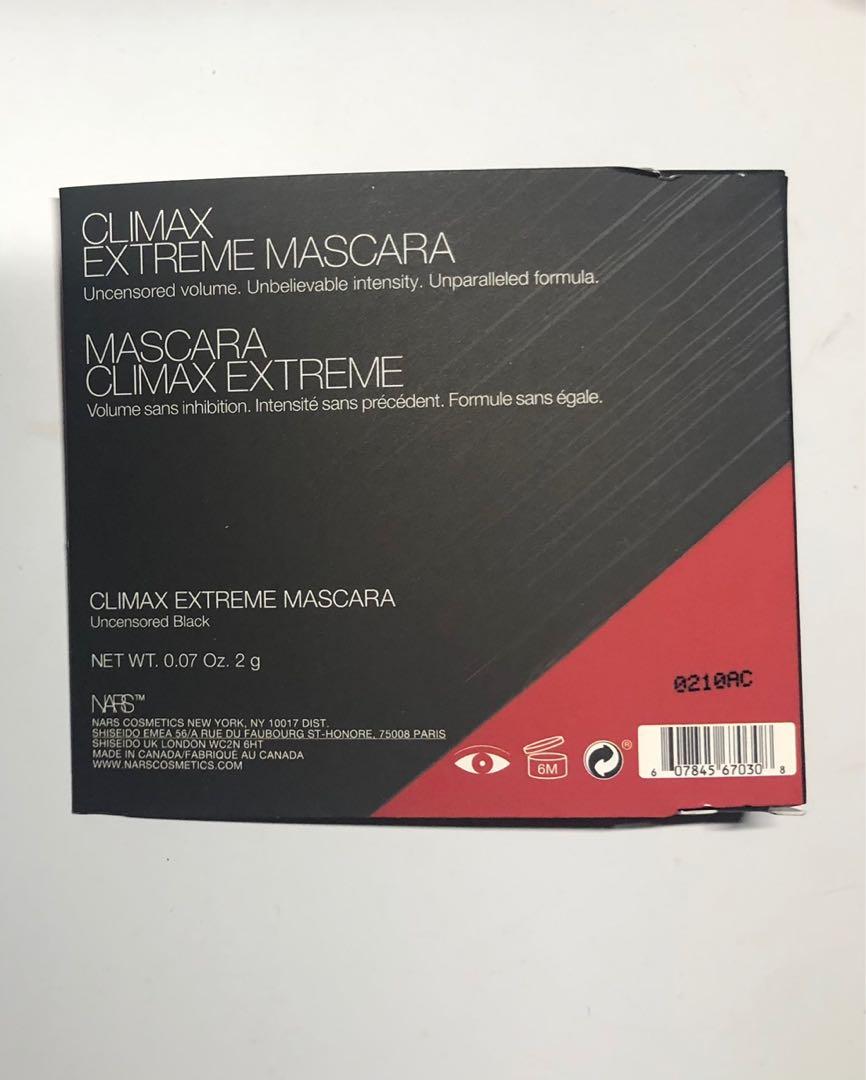 CLIMAX
EXTREME MASCARA
Uncensored volume. Unbelievable intensity. Unparalleled formula.
MASCARA
CLIMAX EXTREME
Volume sans inhibition. Intensité sans précédent. Formule sans égale.
CLIMAX EXTREME MASCARA
Uncensored Black
NET WT. 0.07 Oz. 2 g
NARS™
NARS COSMETICS NEW YORK, NY 10017 DIST.
SHISEIDO EMEA 56/A RUE DU FAUBOURG ST-HONORE, 75008 PARIS
SHISEIDO UK LONDON WC2N 6HT
MADE IN CANADA/FABRIQUÉ AU CANADA
WWW.NARSCOSMETICS.COM
0210AC
6M
®
6 07845 67030 8